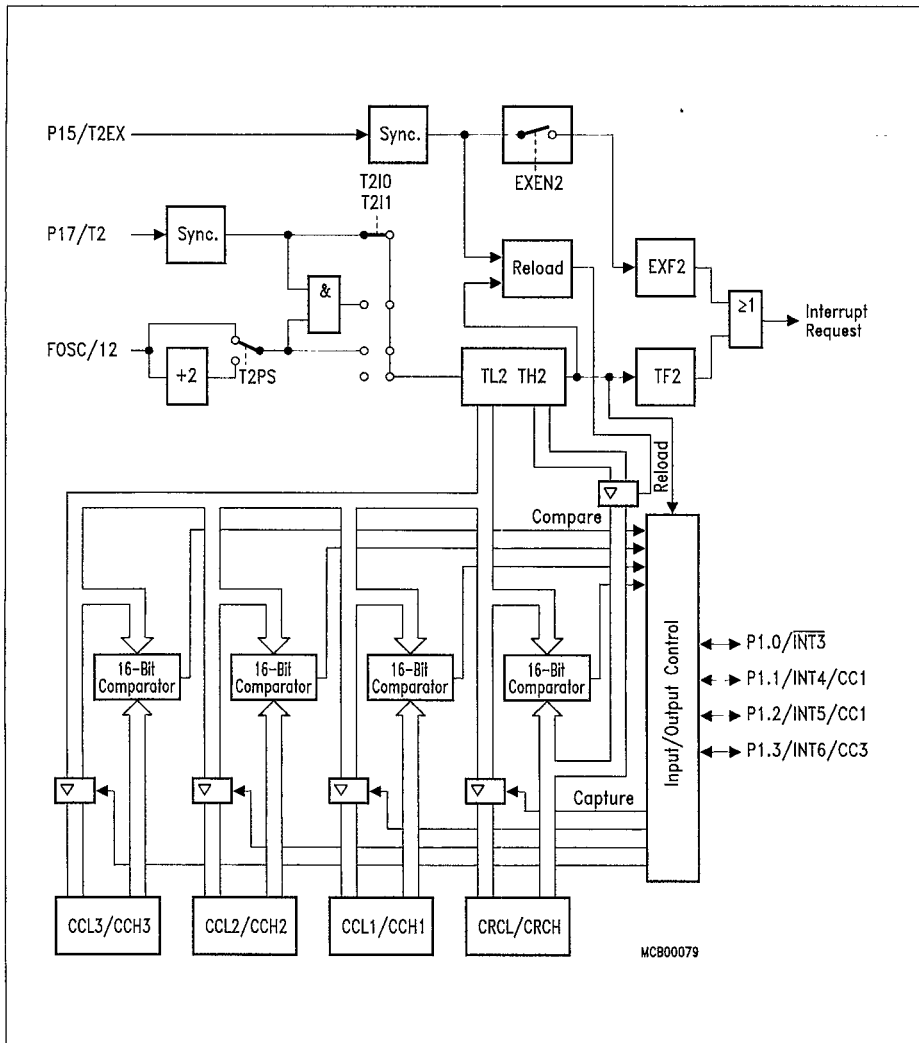 P15/T2EX
Sync.
EXEN2
T2I0
T2I1
P17/T2
Sync.
Reload
EXF2
&
≥1
Interrupt
Request
FOSC/12
+2
T2PS
TL2 TH2
TF2
Reload
Compare
16-Bit
Comparator
16-Bit
Comparator
16-Bit
Comparator
16-Bit
Comparator
Input/Output Control
P1.0/INT3
P1.1/INT4/CC1
P1.2/INT5/CC1
P1.3/INT6/CC3
Capture
CCL3/CCH3
CCL2/CCH2
CCL1/CCH1
CRCL/CRCH
MCB00079